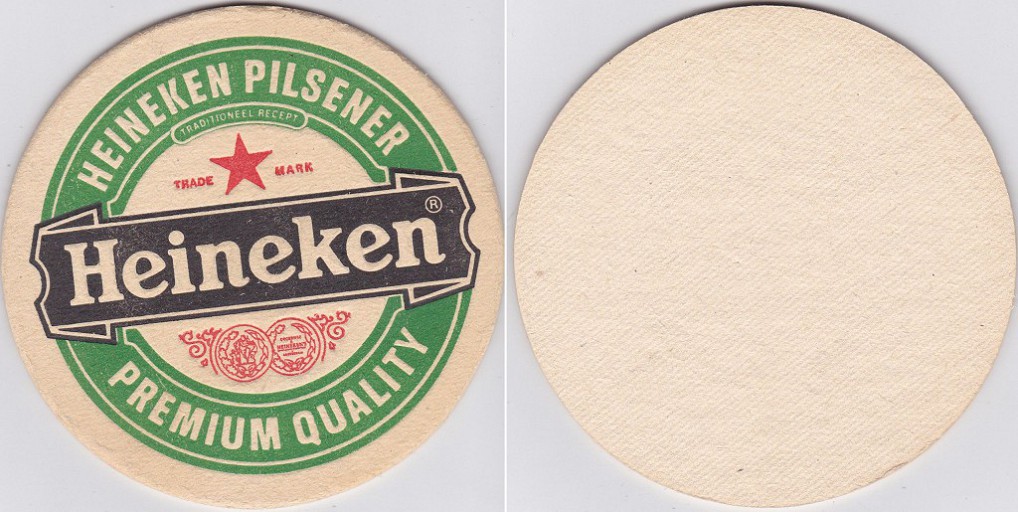 HEINEKEN PILSENER
TRADITIONEEL RECEPT
TRADE MARK
Heineken®
PREMIUM QUALITY